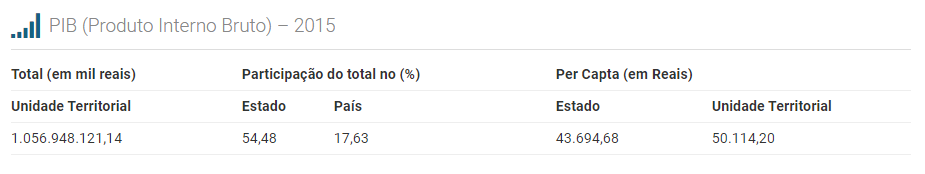 PIB (Produto Interno Bruto) – 2015
Total (em mil reais) Participação do total no (%) Per Capta (em Reais)
Unidade Territorial Estado País Estado Unidade Territorial
1.056.948.121,14 54,48 17,63 43.694,68 50.114,20